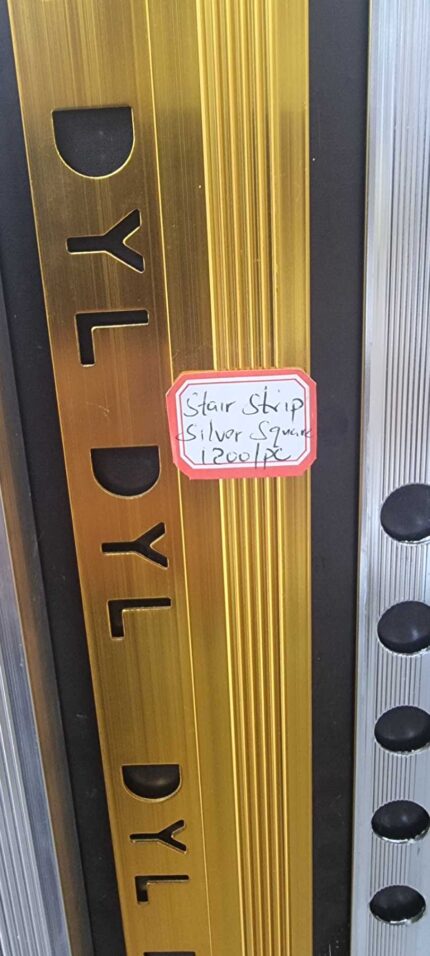 DYL
Stair Strip
Silver Square
1200/pc
DYL
DYL